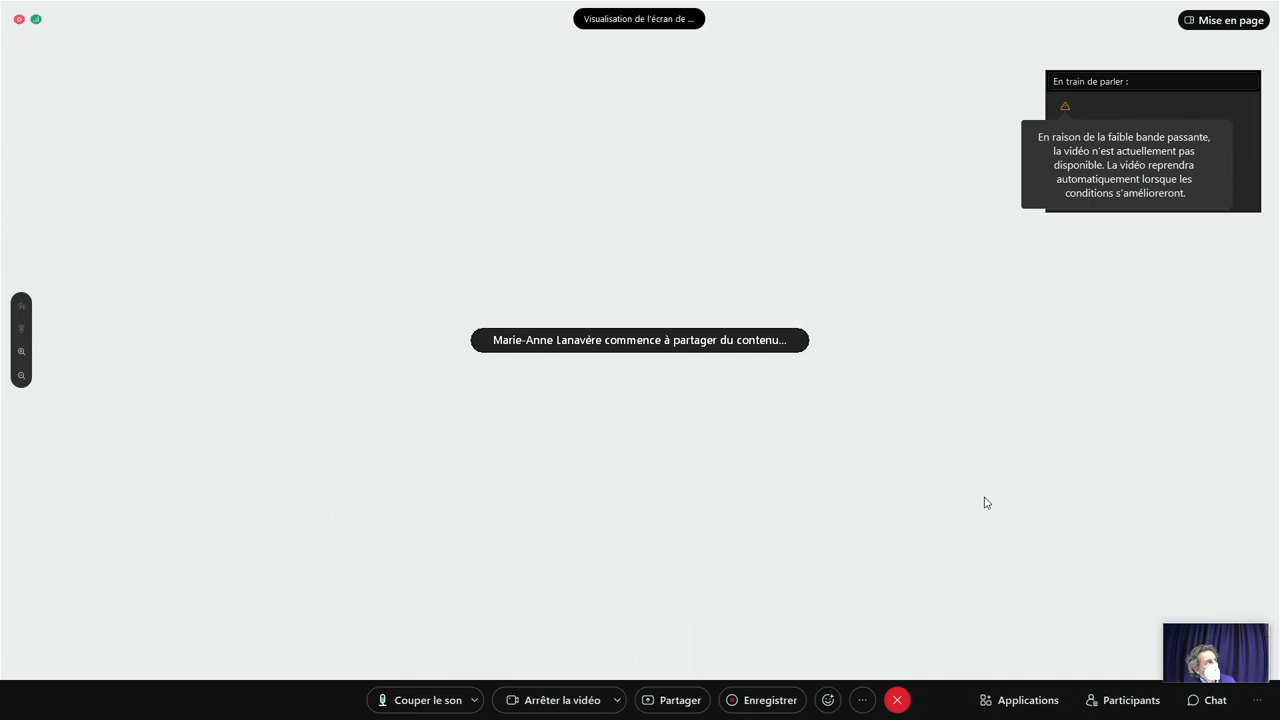 Visualisation de l'écran de ...
Mise en page
En train de parler :
En raison de la faible bande passante,
la vidéo n'est actuellement pas
disponible. La vidéo reprendra
automatiquement lorsque les
conditions s'amélioreront.
Marie-Anne Lanavère commence à partager du contenu...
Couper le son
Arrêter la vidéo
Partager
Enregistrer
Applications
Participants
Chat